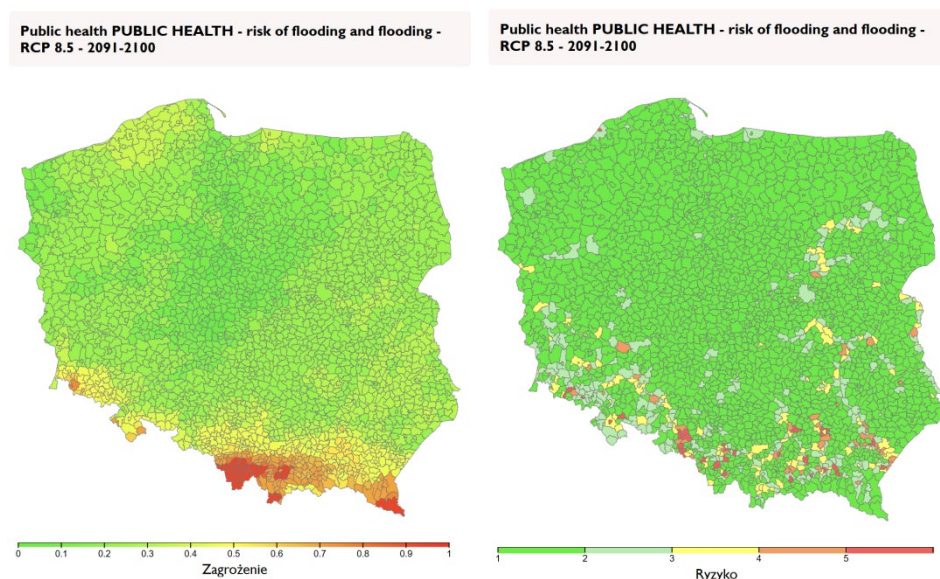 Public health PUBLIC HEALTH - risk of flooding and flooding -
RCP 8.5 - 2091-2100
0 0.1 0.2 0.3 0.4 0.5 0.6 0.7 0.8 0.9 1
Zagrożenie
Public health PUBLIC HEALTH - risk of flooding and flooding -
RCP 8.5 - 2091-2100
1 2 3 4 5
Ryzyko